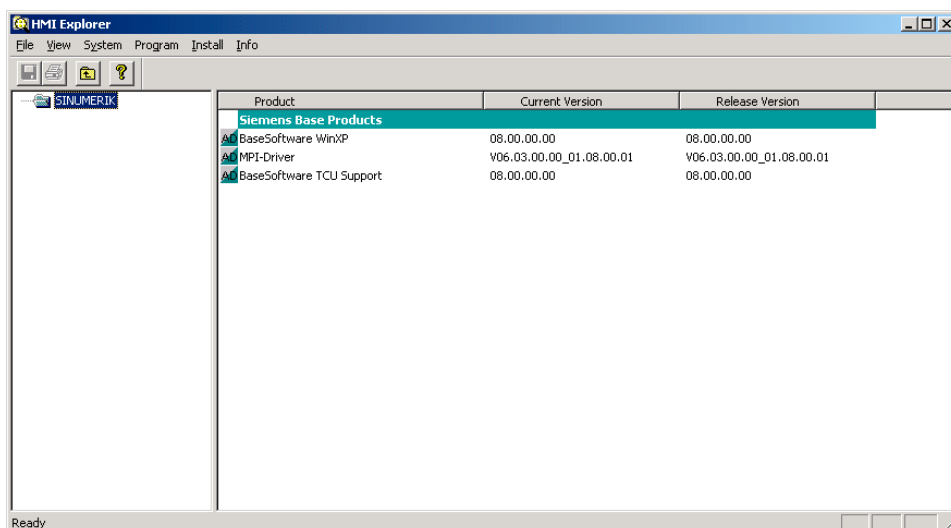 HMI Explorer
File View System Program Install Info
SINUMERIK
Product Current Version Release Version
Siemens Base Products
AD BaseSoftware WinXP 08.00.00.00 08.00.00.00
AD MPI-Driver V06.03.00.00_01.08.00.01 V06.03.00.00_01.08.00.01
AD BaseSoftware TCU Support 08.00.00.00 08.00.00.00
Ready